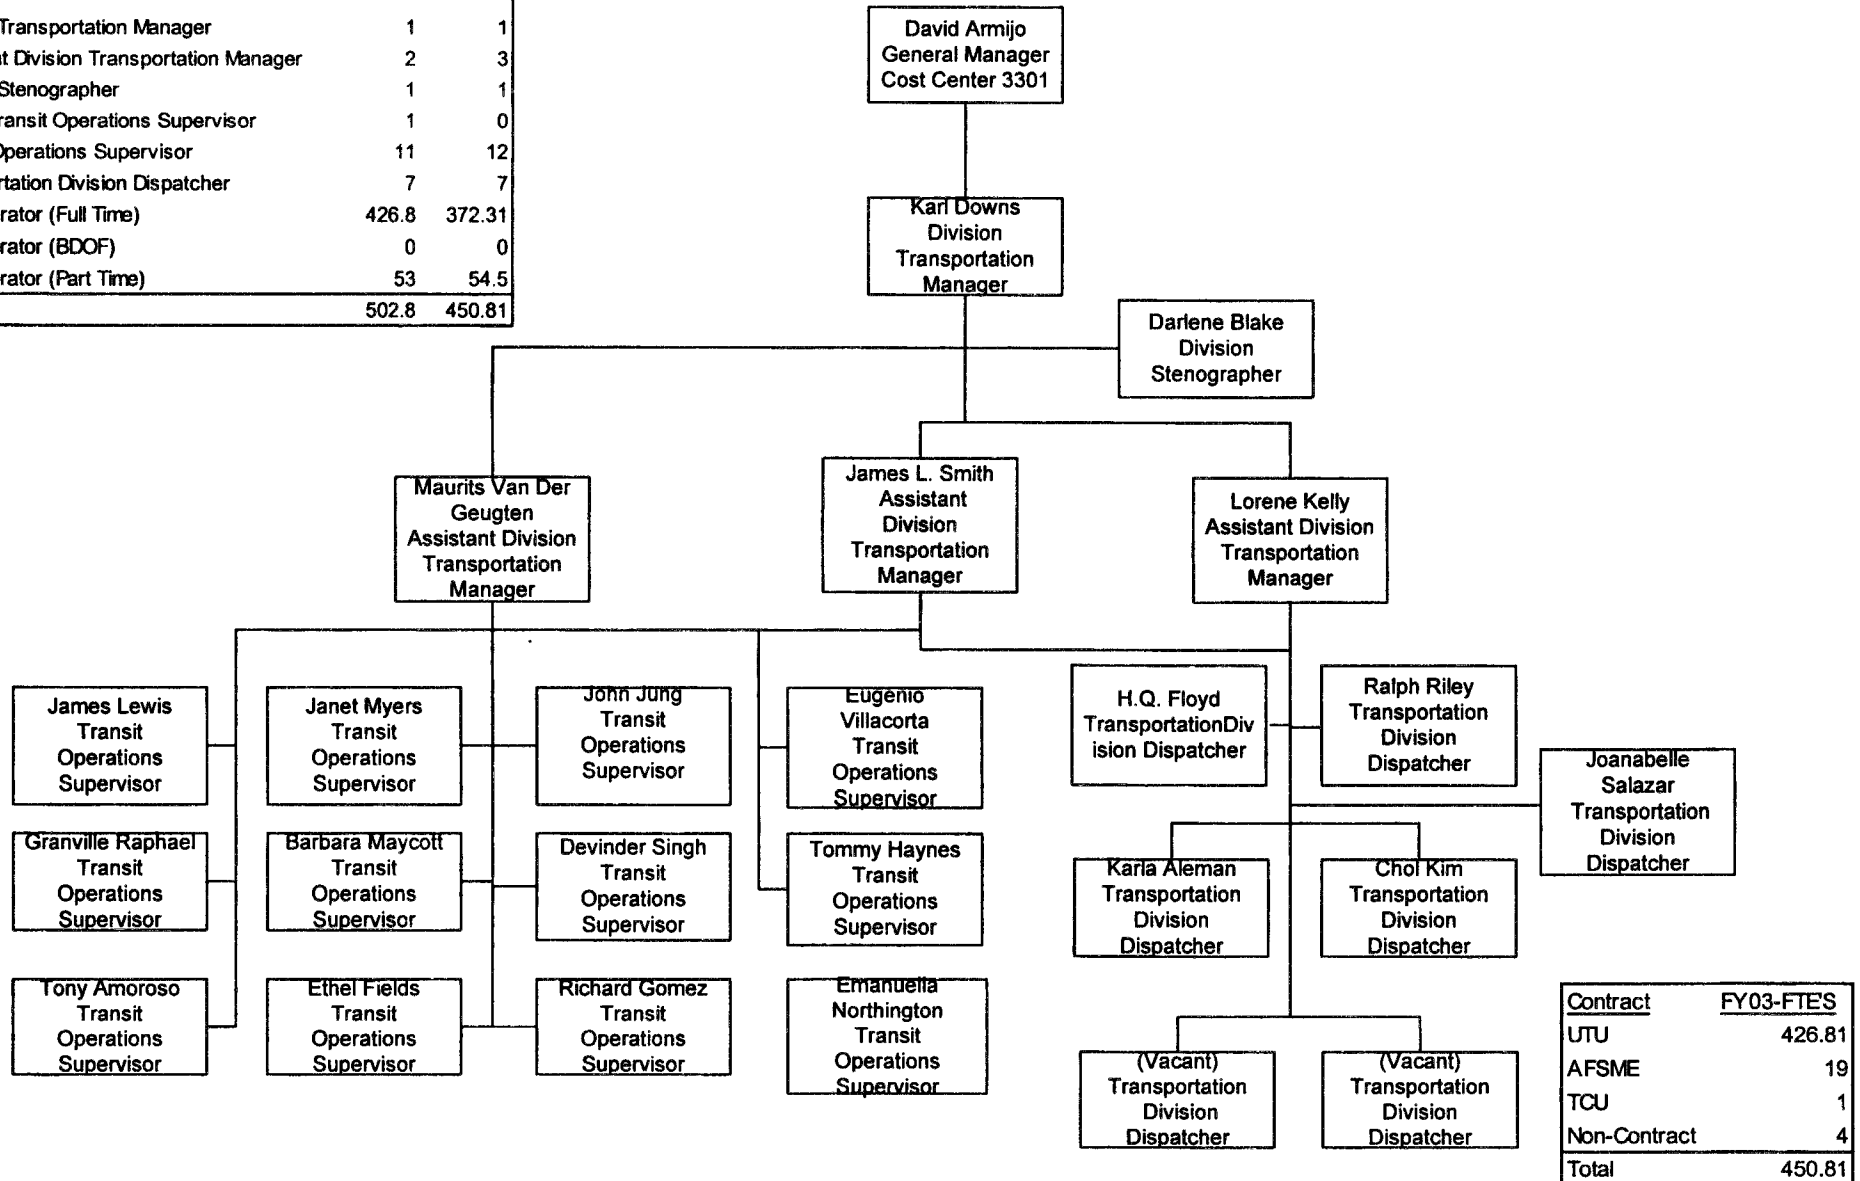 Transportation Manager 1 1
t Division Transportation Manager 2 3
Stenographer 1 1
ransit Operations Supervisor 1 0
Operations Supervisor 11 12
rtation Division Dispatcher 7 7
rator (Full Time) 426.8 372.31
rator (BDOF) 0 0
rator (Part Time) 53 54.5
502.8 450.81
David Armijo
General Manager
Cost Center 3301
Karl Downs
Division
Transportation
Manager
Darlene Blake
Division
Stenographer
Maurits Van Der
Geugten
Assistant Division
Transportation
Manager
James L. Smith
Assistant
Division
Transportation
Manager
Lorene Kelly
Assistant Division
Transportation
Manager
James Lewis
Transit
Operations
Supervisor
Janet Myers
Transit
Operations
Supervisor
John Jung
Transit
Operations
Supervisor
Eugenio
Villacorta
Transit
Operations
Supervisor
H.Q. Floyd
TransportationDiv
ision Dispatcher
Ralph Riley
Transportation
Division
Dispatcher
Joanabelle
Salazar
Transportation
Division
Dispatcher
Granville Raphael
Transit
Operations
Supervisor
Barbara Maycott
Transit
Operations
Supervisor
Devinder Singh
Transit
Operations
Supervisor
Tommy Haynes
Transit
Operations
Supervisor
Karla Aleman
Transportation
Division
Dispatcher
Chol Kim
Transportation
Division
Dispatcher
Tony Amoroso
Transit
Operations
Supervisor
Ethel Fields
Transit
Operations
Supervisor
Richard Gomez
Transit
Operations
Supervisor
Emanuella
Northington
Transit
Operations
Supervisor
(Vacant)
Transportation
Division
Dispatcher
(Vacant)
Transportation
Division
Dispatcher
Contract FY03-FTE'S
UTU 426.81
AFSME 19
TCU 1
Non-Contract 4
Total 450.81